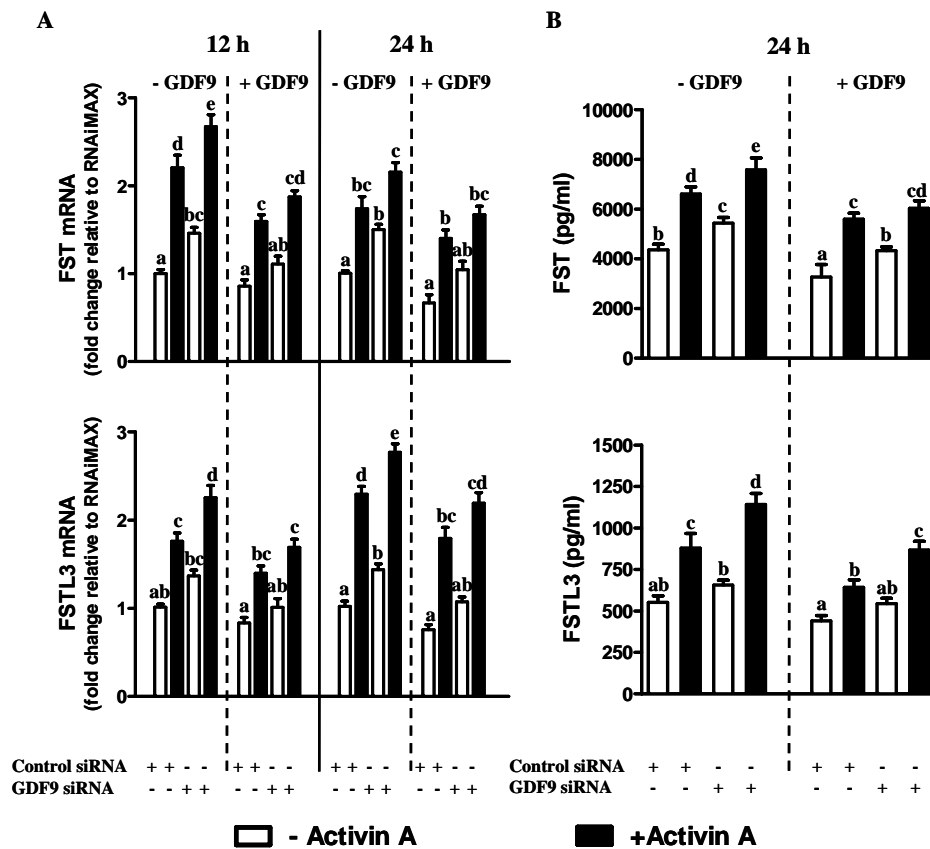 A
B
12 h
24 h
24 h
- GDF9
+ GDF9
- GDF9
+ GDF9
- GDF9
+ GDF9
FST mRNA
(fold change relative to RNAiMAX)
3
2
1
0
a
d
bc
e
a
c
ab
cd
a
bc
b
c
a
b
ab
bc
FST (pg/ml)
10000
8000
6000
4000
2000
0
b
d
c
e
a
c
b
cd
FSTL3 mRNA
(fold change relative to RNAiMAX)
3
2
1
0
ab
c
bc
d
a
bc
ab
c
a
d
b
e
a
bc
ab
cd
FSTL3 (pg/ml)
1500
1250
1000
750
500
250
0
ab
c
b
d
a
b
ab
c
Control siRNA + + - - + + - - + + - - + + - -
GDF9 siRNA - - + + - - + + - - + + - - + +
Control siRNA + + - - + + - -
GDF9 siRNA - - + + - - + +
- Activin A
+Activin A